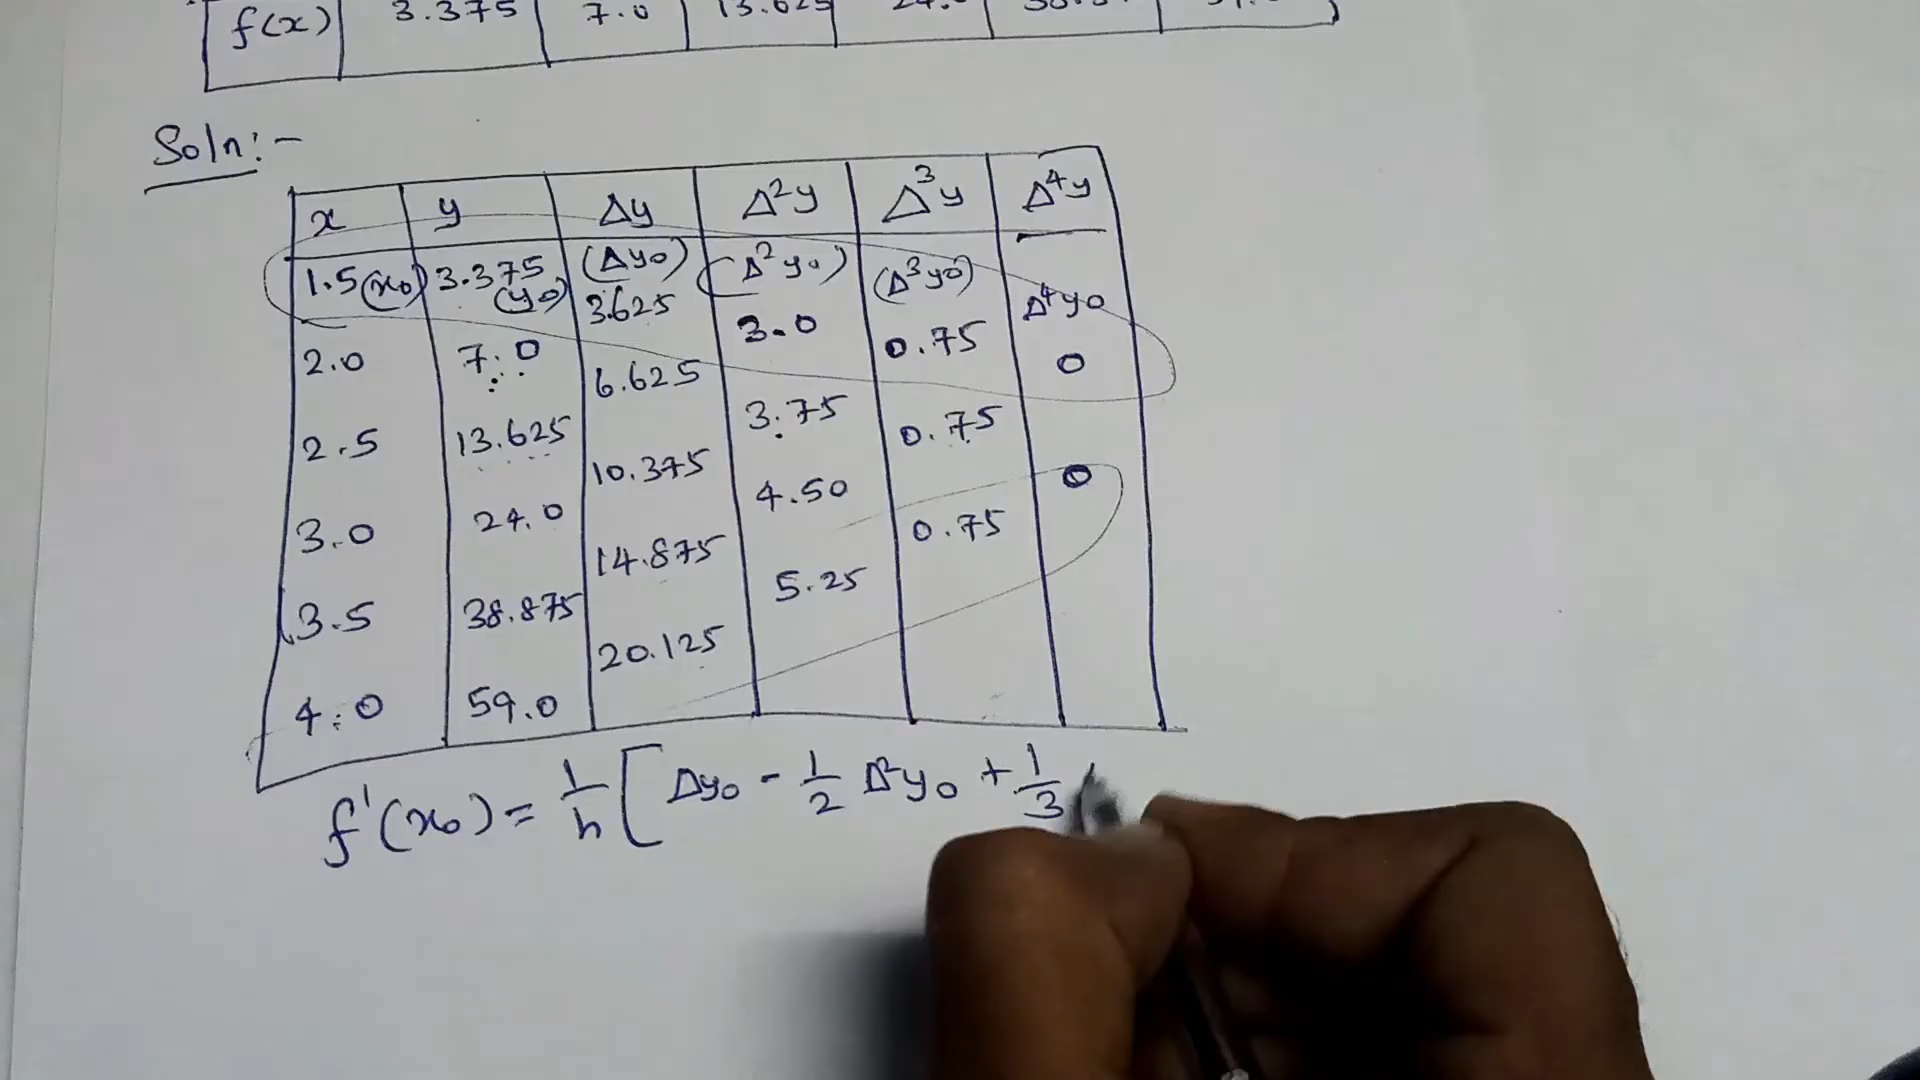 f(x) 3.375 7.0 13.625
Soln:-
x y Δy Δ²y Δ³y Δ⁴y
1.5(x₀) 3.375 (y₀) (Δy₀) (Δ²y₀) (Δ³y₀) Δ⁴y₀
3.625 3.0 0.75 0
2.0 7.0
6.625 3.75 0.75 0
2.5 13.625
10.375 4.50 0.75
3.0 24.0
14.875 5.25
3.5 38.875
20.125
4.0 59.0
f'(x₀) = 1/h [ Δy₀ - 1/2 Δ²y₀ + 1/3